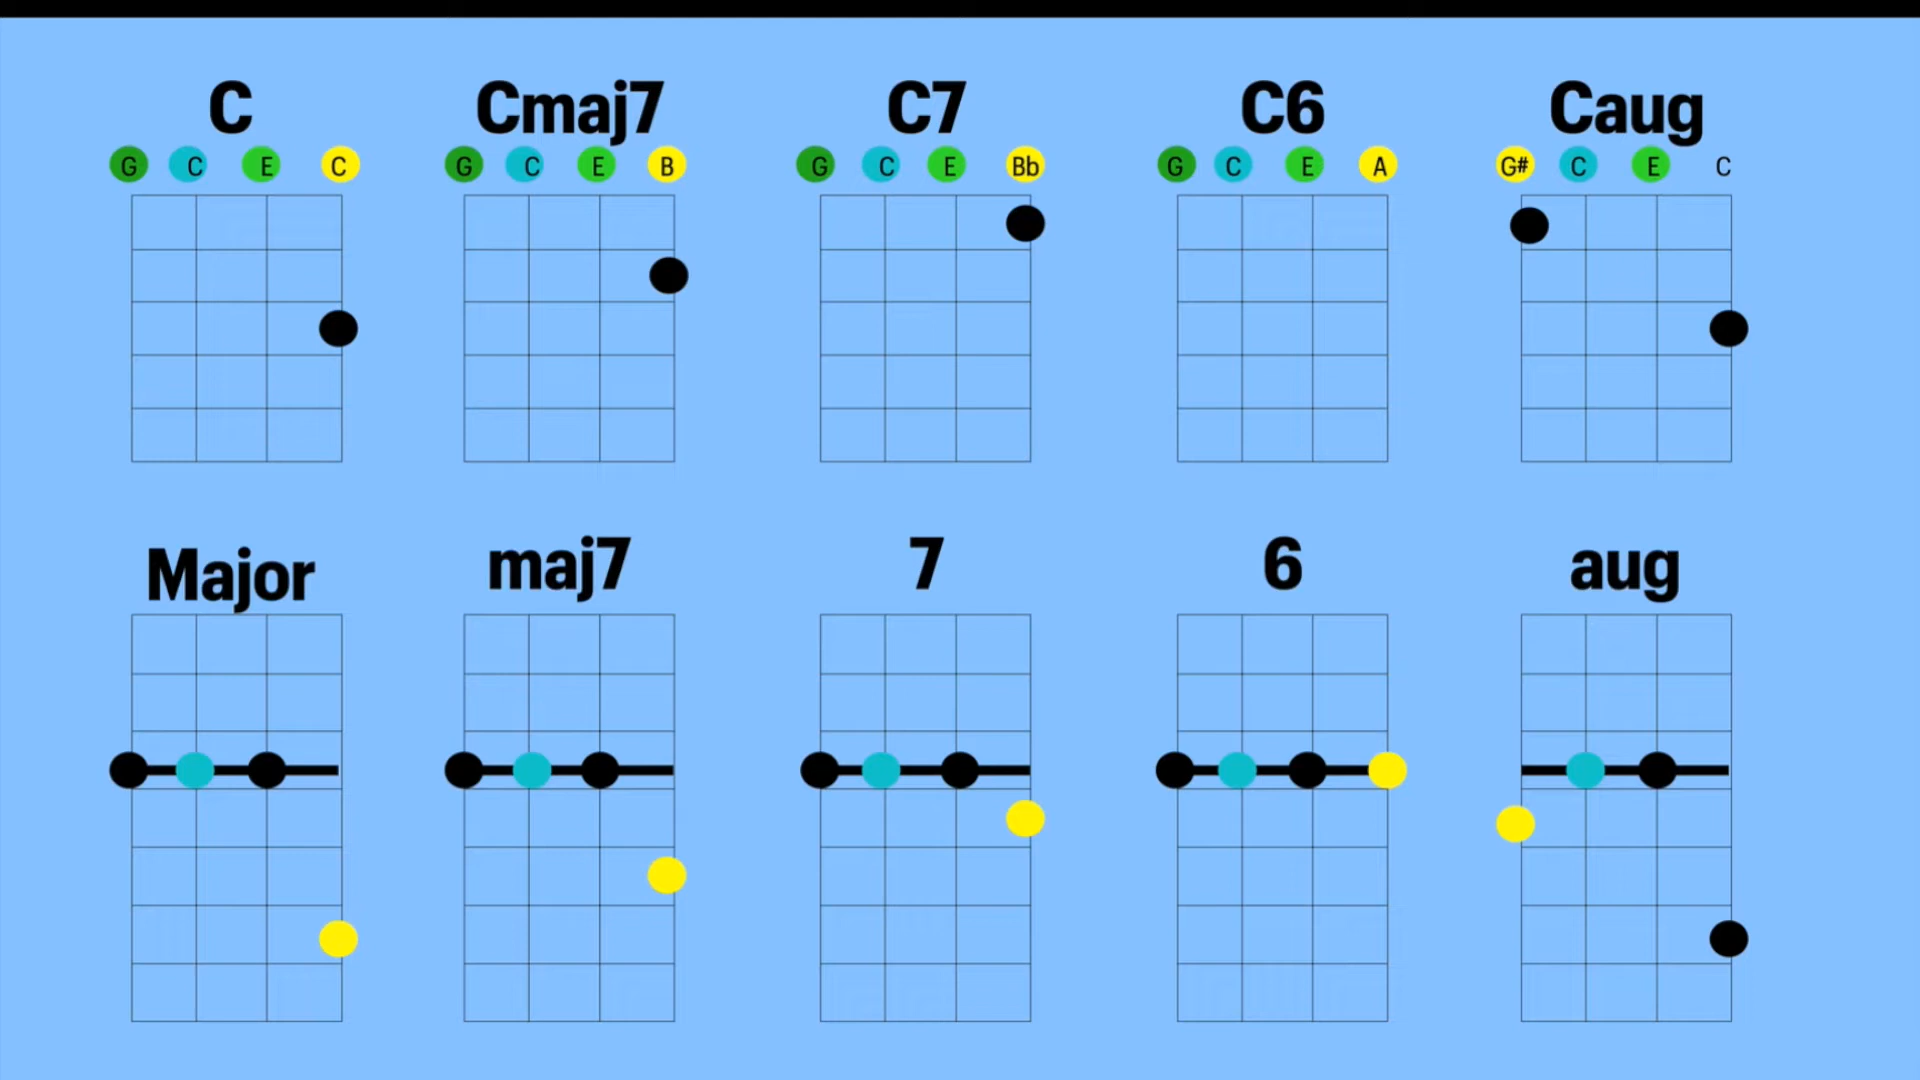 C Cmaj7 C7 C6 Caug
G C E C G C E B G C E Bb G C E A G# C E C
Major maj7 7 6 aug